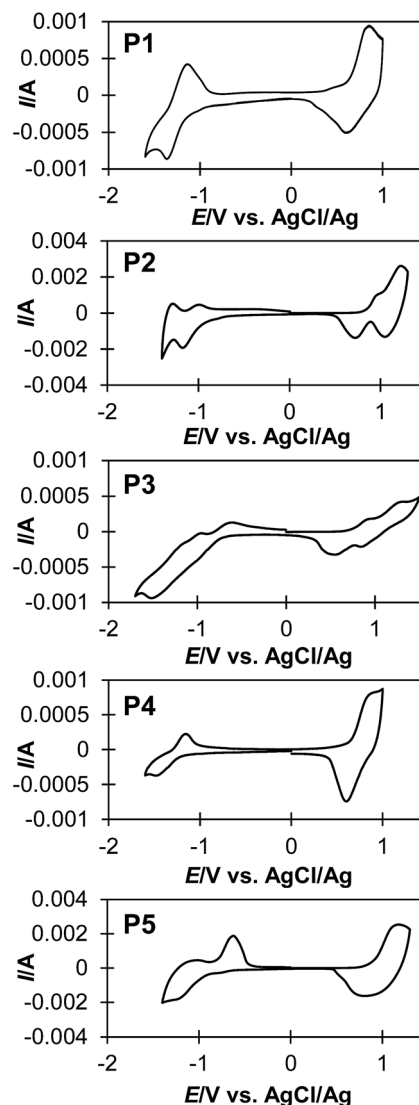 P1
I/A
0.001
0.0005
0
-0.0005
-0.001
-2 -1 0 1
E/V vs. AgCl/Ag
P2
I/A
0.004
0.002
0
-0.002
-0.004
-2 -1 0 1
E/V vs. AgCl/Ag
P3
I/A
0.001
0.0005
0
-0.0005
-0.001
-2 -1 0 1
E/V vs. AgCl/Ag
P4
I/A
0.001
0.0005
0
-0.0005
-0.001
-2 -1 0 1
E/V vs. AgCl/Ag
P5
I/A
0.004
0.002
0
-0.002
-0.004
-2 -1 0 1
E/V vs. AgCl/Ag